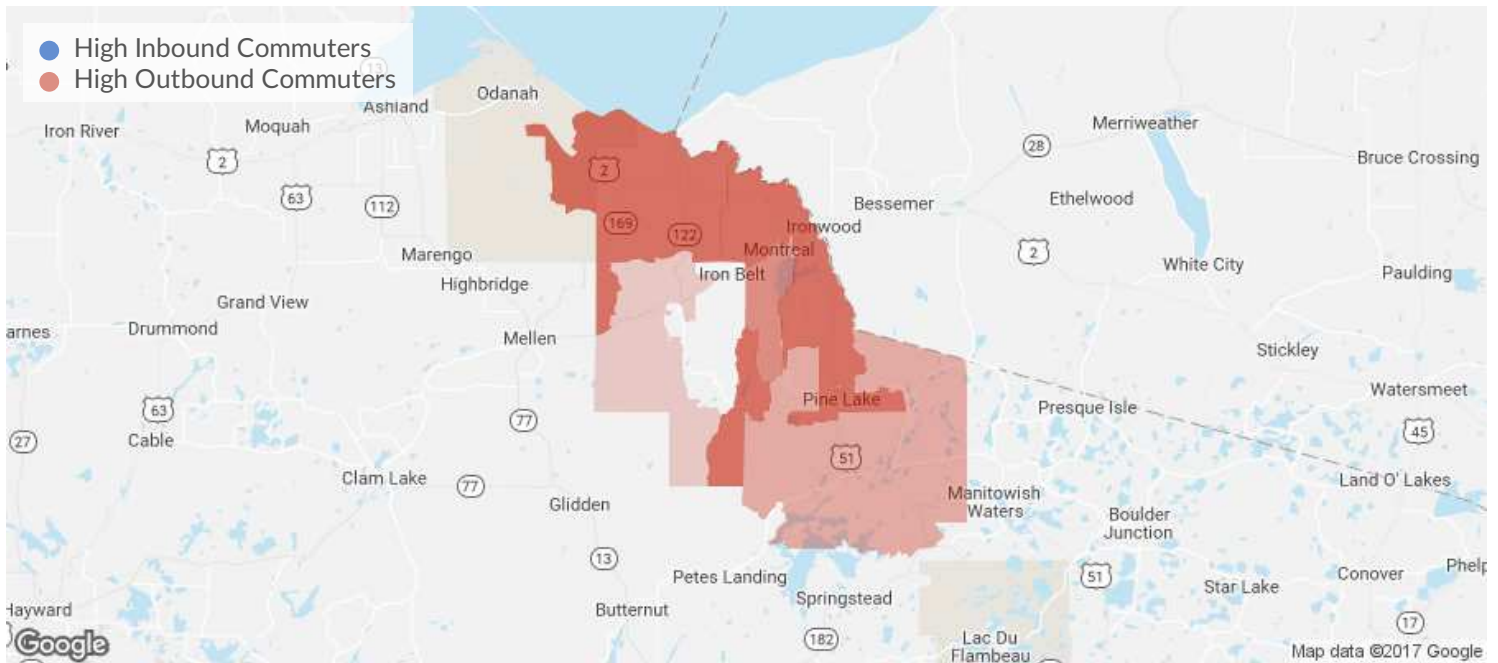 High Inbound Commuters
High Outbound Commuters
13
Ashland
Odanah
Iron River
Moquah
2
2
63
112
169
122
Marengo
Highbridge
Grand View
Drummond
arnes
Mellen
63
Cable
27
77
Clam Lake
77
Glidden
13
Butternut
Hayward
Petes Landing
Springstead
182
Lac Du
Flambeau
Iron Belt
Montreal
Ironwood
Bessemer
Pine Lake
51
Merriweather
28
Bruce Crossing
Ethelwood
2
White City
Paulding
Stickley
Watersmeet
Presque Isle
45
Land O' Lakes
Manitowish
Waters
Boulder
Junction
51
Star Lake
Conover
Phelp
17
Google
Map data ©2017 Google